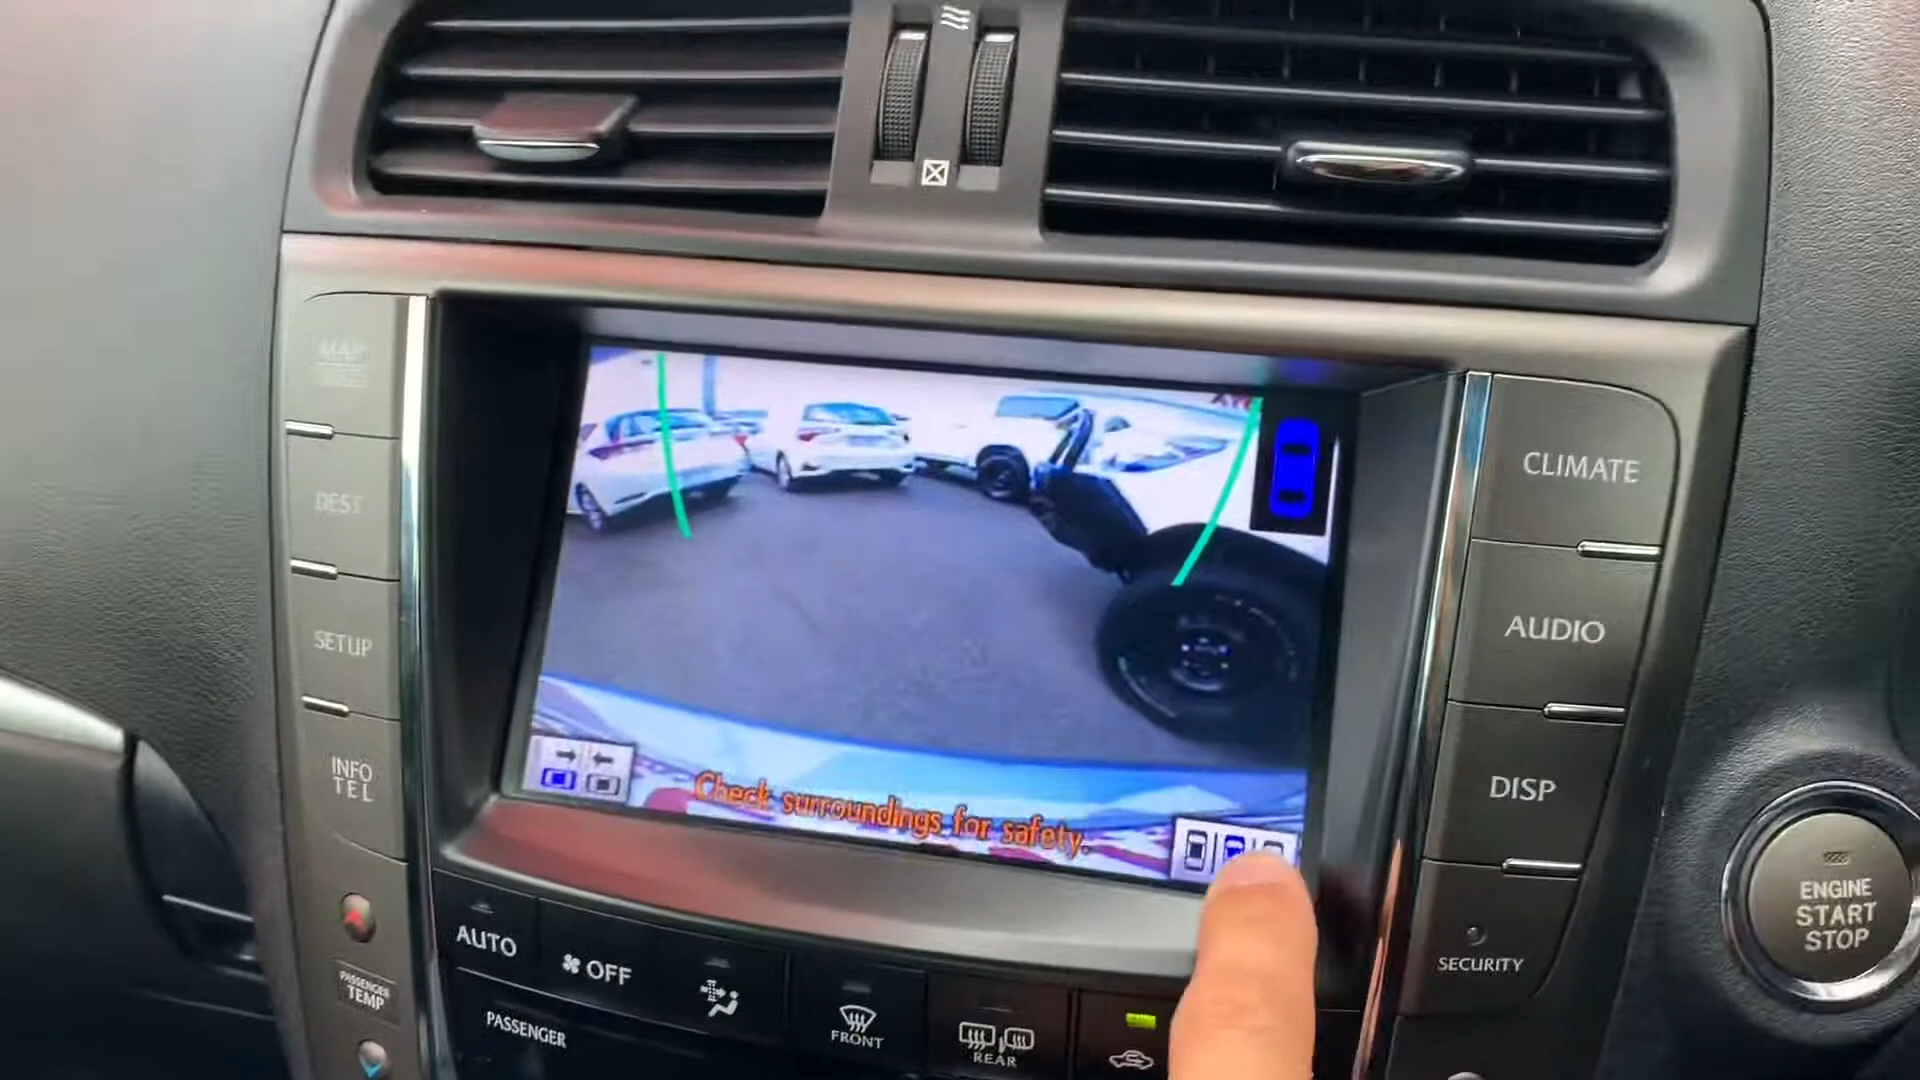 MAP
DEST
SETUP
INFO
TEL
PASSENGER
TEMP
Check surroundings for safety.
CLIMATE
AUDIO
DISP
SECURITY
ENGINE
START
STOP
AUTO
OFF
PASSENGER
FRONT
REAR